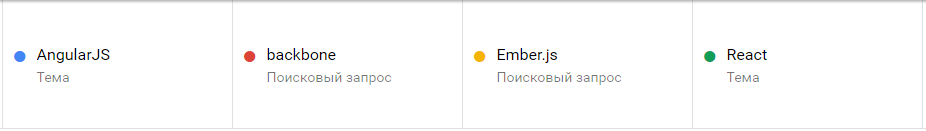 AngularJS
Тема
backbone
Поисковый запрос
Ember.js
Поисковый запрос
React
Тема